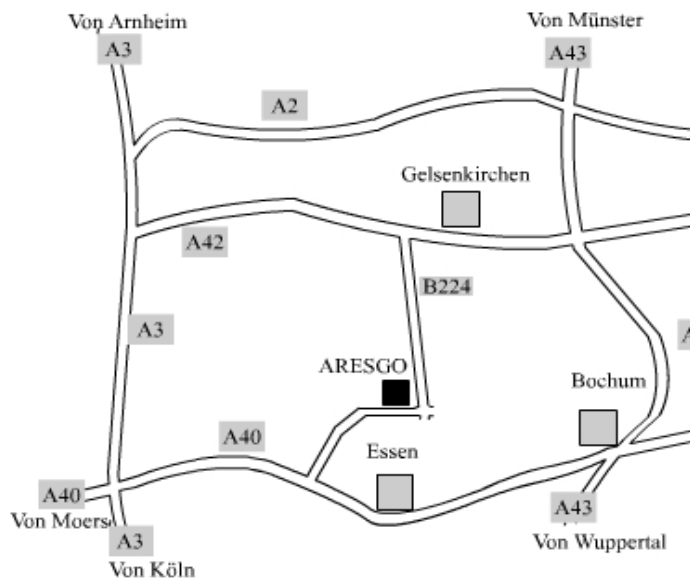 Von Arnheim
Von Münster
A3
A43
A2
Gelsenkirchen
A42
B224
A3
ARESGO
Bochum
A40
Essen
A40
A43
Von Moers
A3
Von Wuppertal
Von Köln